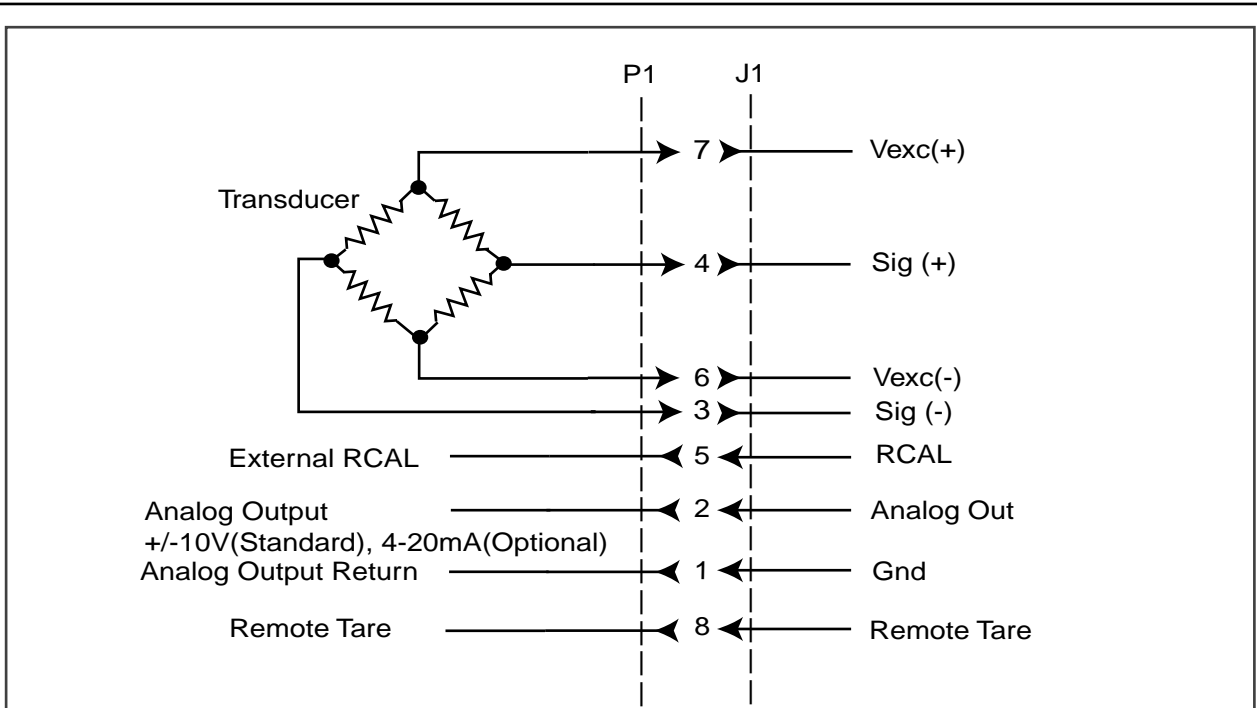 P1 J1
7 Vexc(+)
Transducer
4 Sig (+)
6 Vexc(-)
3 Sig (-)
External RCAL 5 RCAL
Analog Output 2 Analog Out
+/-10V(Standard), 4-20mA(Optional)
Analog Output Return 1 Gnd
Remote Tare 8 Remote Tare